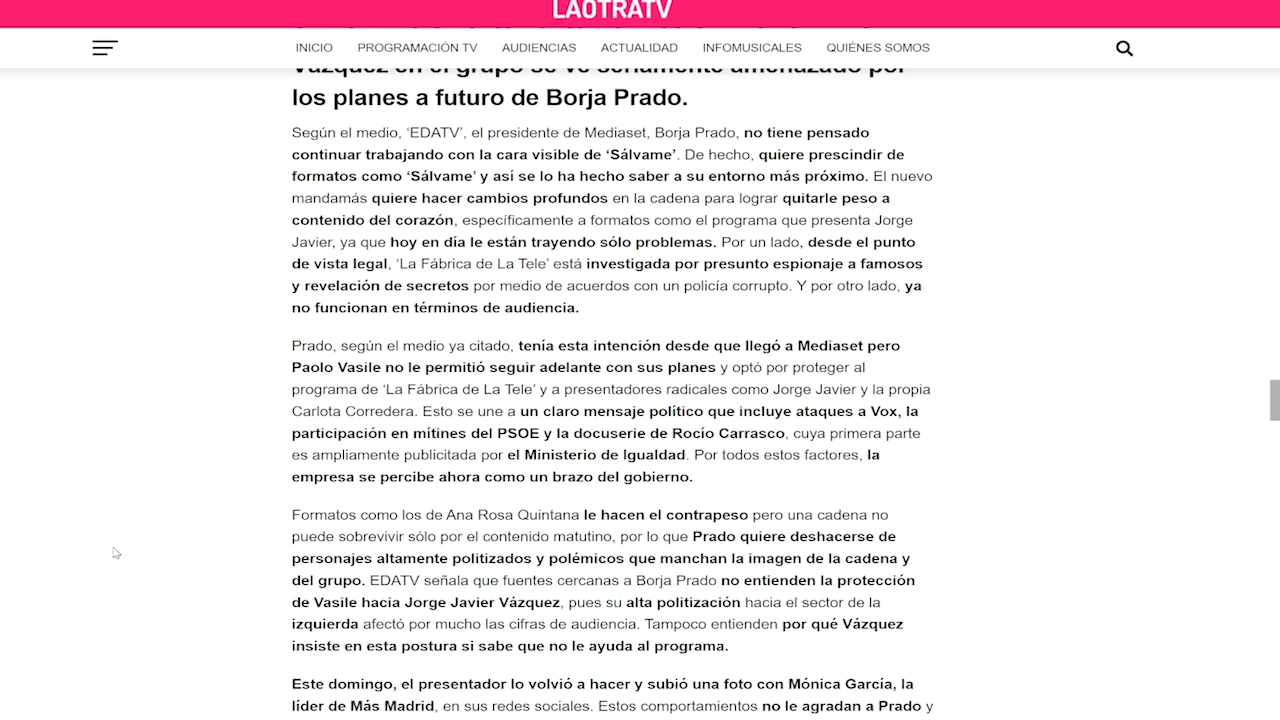 LAOTRATV
INICIO PROGRAMACIÓN TV AUDIENCIAS ACTUALIDAD INFOMUSICALES QUIÉNES SOMOS
Vázquez en el grupo se ve seriamente amenazado por
los planes a futuro de Borja Prado.
Según el medio, ‘EDATV’, el presidente de Mediaset, Borja Prado, no tiene pensado
continuar trabajando con la cara visible de ‘Sálvame’. De hecho, quiere prescindir de
formatos como ‘Sálvame’ y así se lo ha hecho saber a su entorno más próximo. El nuevo
mandamás quiere hacer cambios profundos en la cadena para lograr quitarle peso a
contenido del corazón, específicamente a formatos como el programa que presenta Jorge
Javier, ya que hoy en día le están trayendo sólo problemas. Por un lado, desde el punto
de vista legal, ‘La Fábrica de La Tele’ está investigada por presunto espionaje a famosos
y revelación de secretos por medio de acuerdos con un policía corrupto. Y por otro lado, ya
no funcionan en términos de audiencia.
Prado, según el medio ya citado, tenía esta intención desde que llegó a Mediaset pero
Paolo Vasile no le permitió seguir adelante con sus planes y optó por proteger al
programa de ‘La Fábrica de La Tele’ y a presentadores radicales como Jorge Javier y la propia
Carlota Corredera. Esto se une a un claro mensaje político que incluye ataques a Vox, la
participación en mítines del PSOE y la docuserie de Rocío Carrasco, cuya primera parte
es ampliamente publicitada por el Ministerio de Igualdad. Por todos estos factores, la
empresa se percibe ahora como un brazo del gobierno.
Formatos como los de Ana Rosa Quintana le hacen el contrapeso pero una cadena no
puede sobrevivir sólo por el contenido matutino, por lo que Prado quiere deshacerse de
personajes altamente politizados y polémicos que manchan la imagen de la cadena y
del grupo. EDATV señala que fuentes cercanas a Borja Prado no entienden la protección
de Vasile hacia Jorge Javier Vázquez, pues su alta politización hacia el sector de la
izquierda afectó por mucho las cifras de audiencia. Tampoco entienden por qué Vázquez
insiste en esta postura si sabe que no le ayuda al programa.
Este domingo, el presentador lo volvió a hacer y subió una foto con Mónica García, la
líder de Más Madrid, en sus redes sociales. Estos comportamientos no le agradan a Prado y